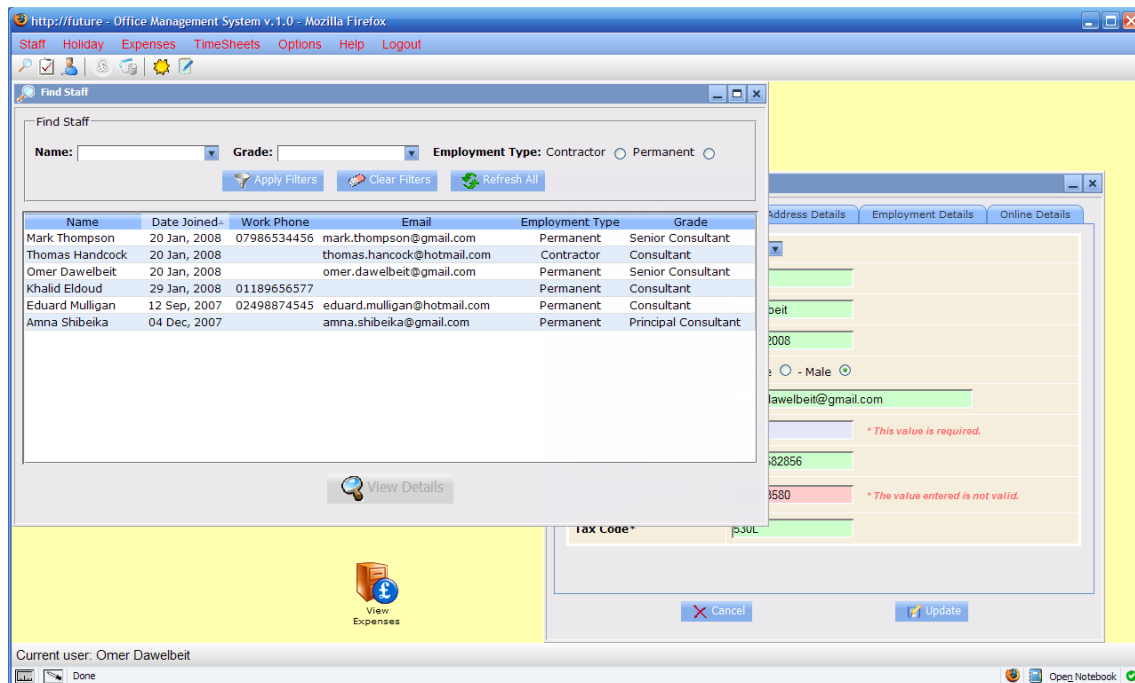 http://future - Office Management System v.1.0 - Mozilla Firefox
Staff Holiday Expenses TimeSheets Options Help Logout
Find Staff
Find Staff
Name: Grade: Employment Type: Contractor Permanent
Apply Filters Clear Filters Refresh All
Name Date Joined Work Phone Email Employment Type Grade
Mark Thompson 20 Jan, 2008 07986534456 mark.thompson@gmail.com Permanent Senior Consultant
Thomas Handcock 20 Jan, 2008 thomas.hancock@hotmail.com Contractor Consultant
Omer Dawelbeit 20 Jan, 2008 omer.dawelbeit@gmail.com Permanent Senior Consultant
Khalid Eldoud 29 Jan, 2008 01189656577 Permanent Consultant
Eduard Mulligan 12 Sep, 2007 02498874545 eduard.mulligan@hotmail.com Permanent Consultant
Amna Shibeika 04 Dec, 2007 amna.shibeika@gmail.com Permanent Principal Consultant
View Details
Address Details Employment Details Online Details
beit
2008
e - Male
dawelbeit@gmail.com
* This value is required.
582856
3580 * The value entered is not valid.
Tax Code* 530L
Cancel Update
View
Expenses
Current user: Omer Dawelbeit
Done Open Notebook